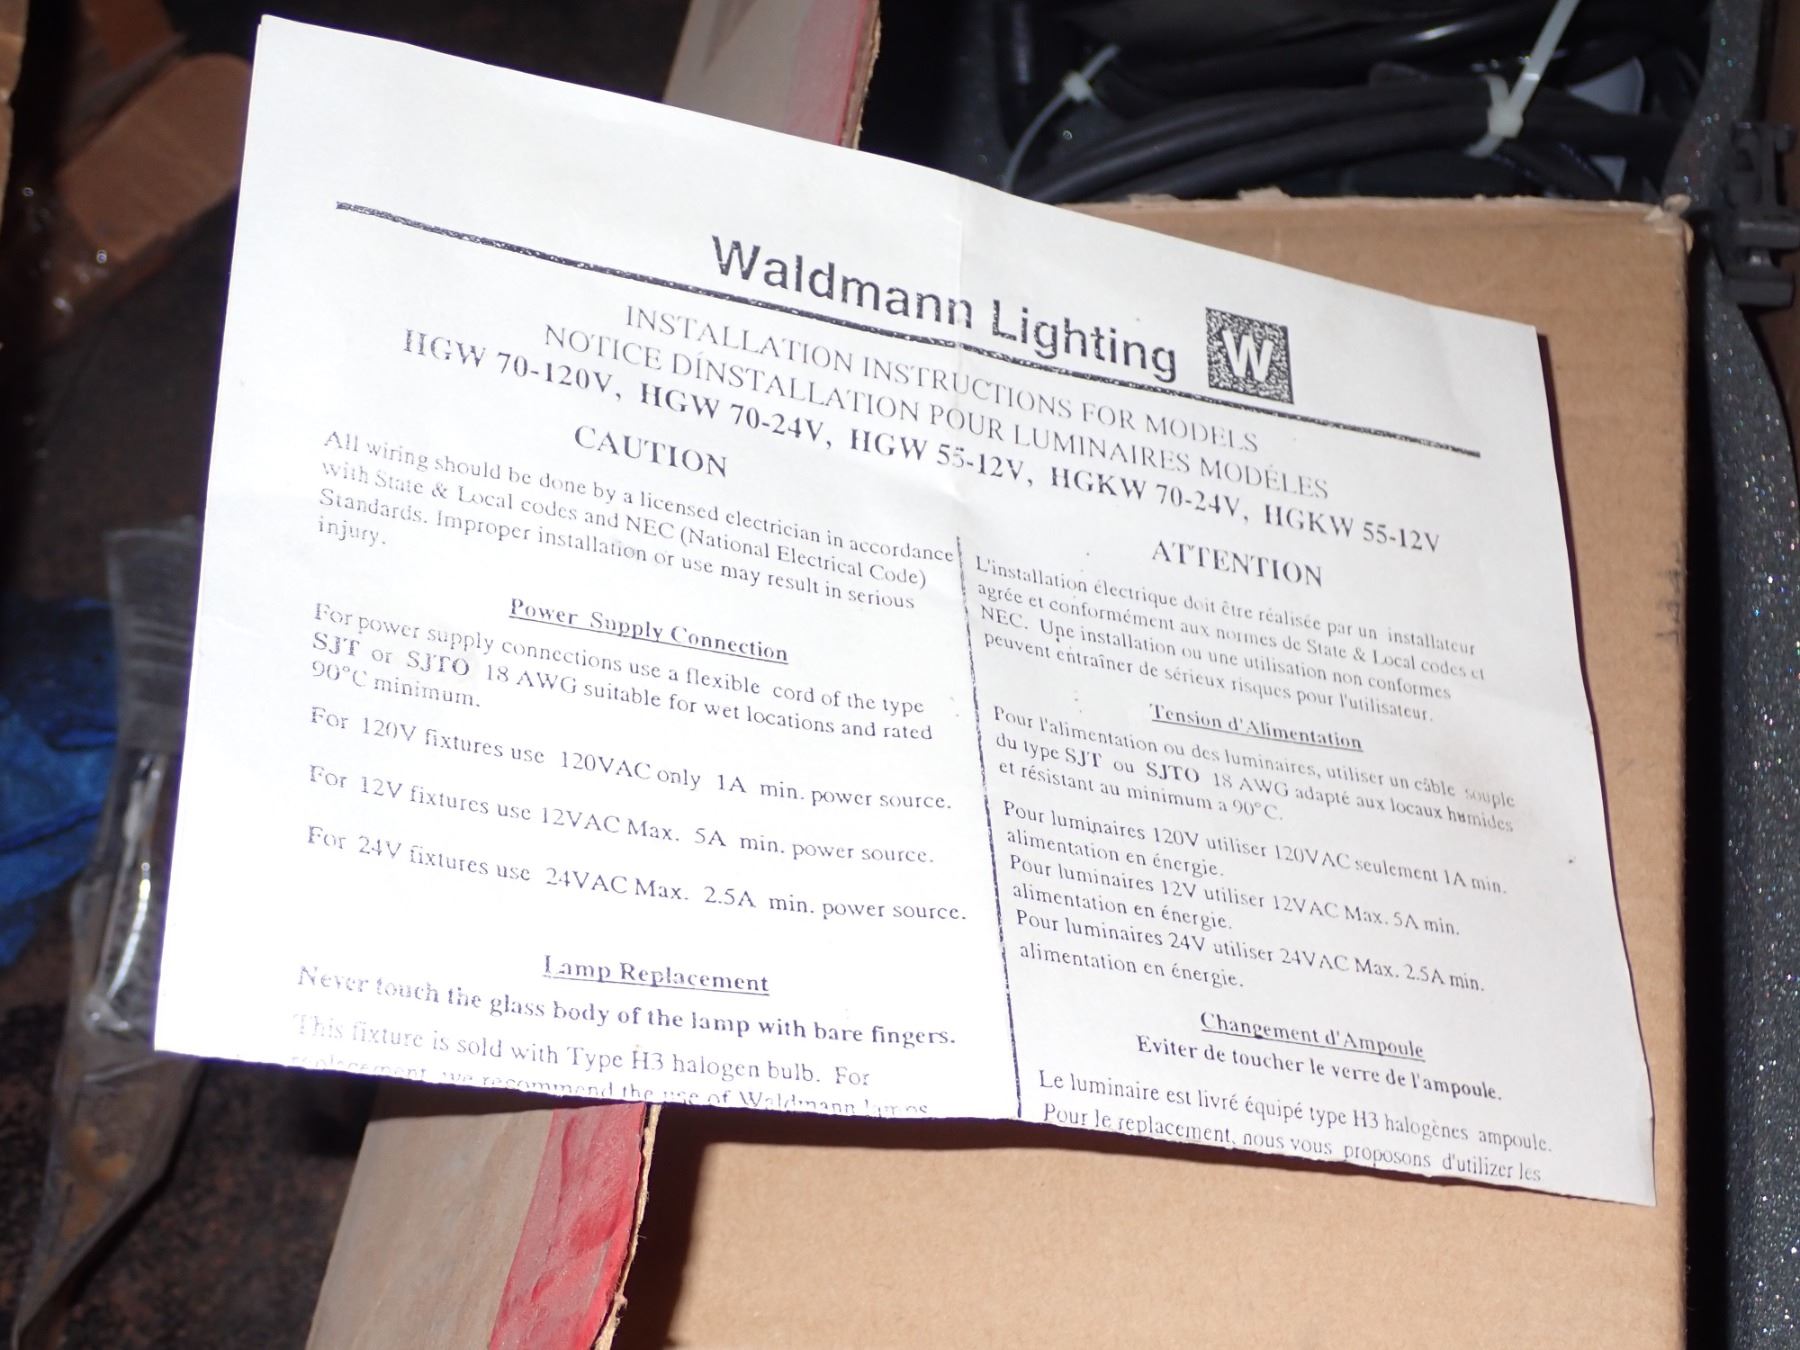 Waldmann Lighting W
INSTALLATION INSTRUCTIONS FOR MODELS
NOTICE DÍNSTALLATION POUR LUMINAIRES MODÈLES
HGW 70-120V, HGW 70-24V, HGW 55-12V, HGKW 70-24V, HGKW 55-12V
CAUTION
All wiring should be done by a licensed electrician in accordance
with State & Local codes and NEC (National Electrical Code)
Standards. Improper installation or use may result in serious
injury.
Power Supply Connection
For power supply connections use a flexible cord of the type
SJT or SJTO 18 AWG suitable for wet locations and rated
90°C minimum.
For 120V fixtures use 120VAC only 1A min. power source.
For 12V fixtures use 12VAC Max. 5A min. power source.
For 24V fixtures use 24VAC Max. 2.5A min. power source.
Lamp Replacement
Never touch the glass body of the lamp with bare fingers.
This fixture is sold with Type H3 halogen bulb. For
replacement, we recommend the use of Waldmann lamps
ATTENTION
L'installation électrique doit être réalisée par un installateur
agrée et conformément aux normes de State & Local codes et
NEC. Une installation ou une utilisation non conformes
peuvent entraîner de sérieux risques pour l'utilisateur.
Tension d'Alimentation
Pour l'alimentation ou des luminaires, utiliser un câble souple
du type SJT ou SJTO 18 AWG adapté aux locaux humides
et résistant au minimum a 90°C.
Pour luminaires 120V utiliser 120VAC seulement 1A min.
alimentation en énergie.
Pour luminaires 12V utiliser 12VAC Max. 5A min.
alimentation en énergie.
Pour luminaires 24V utiliser 24VAC Max. 2.5A min.
alimentation en énergie.
Changement d'Ampoule
Eviter de toucher le verre de l'ampoule.
Le luminaire est livré équipé type H3 halogènes ampoule.
Pour le replacement, nous vous proposons d'utilizer les